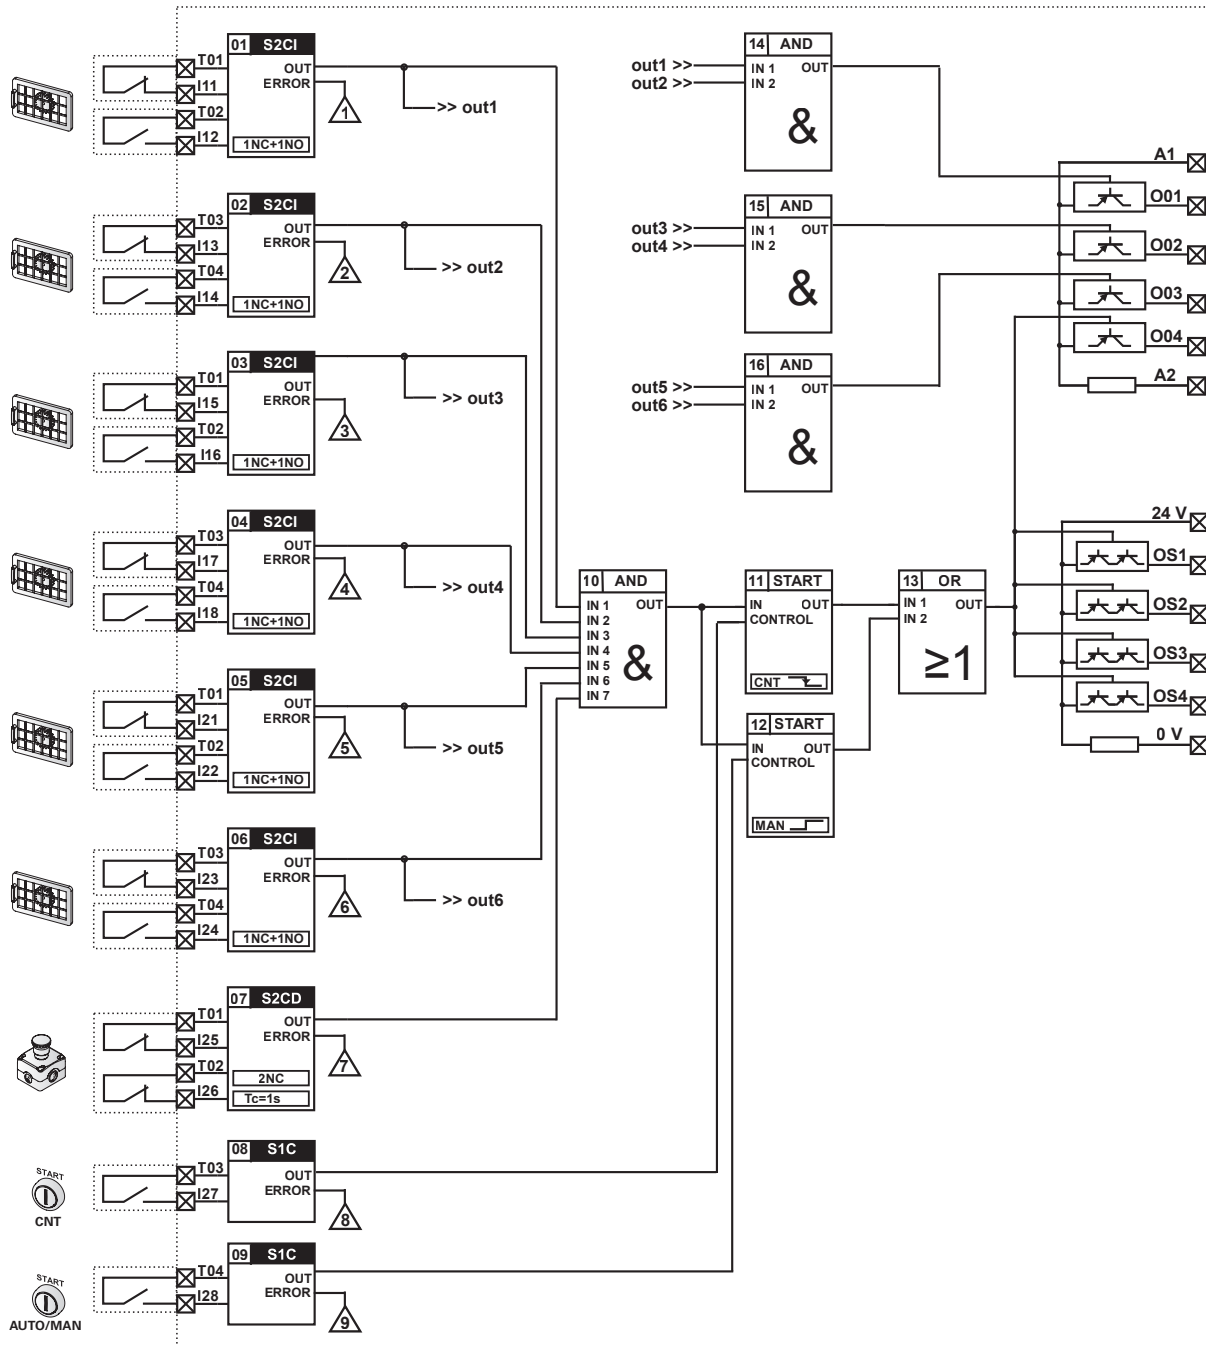 01 S2CI
T01
OUT
I11
ERROR
1
T02
>> out1
I12
1NC+1NO
02 S2CI
T03
OUT
I13
ERROR
2
T04
>> out2
I14
1NC+1NO
03 S2CI
T01
OUT
I15
ERROR
3
>> out3
T02
I16
1NC+1NO
04 S2CI
T03
OUT
I17
ERROR
4
T04
>> out4
I18
1NC+1NO
05 S2CI
T01
OUT
I21
ERROR
5
T02
>> out5
I22
1NC+1NO
06 S2CI
T03
OUT
I23
ERROR
6
T04
>> out6
I24
1NC+1NO
07 S2CD
T01
OUT
I25
ERROR
7
T02
2NC
I26
Tc=1s
08 S1C
START
CNT
T03
OUT
I27
ERROR
8
09 S1C
START
AUTO/MAN
T04
OUT
I28
ERROR
9
10 AND
IN 1 OUT
IN 2
IN 3
IN 4
IN 5
IN 6
IN 7
&
11 START
IN OUT
CONTROL
CNT
12 START
IN OUT
CONTROL
MAN
13 OR
IN 1 OUT
IN 2
≥1
14 AND
out1 >> IN 1 OUT
out2 >> IN 2
&
15 AND
out3 >> IN 1 OUT
out4 >> IN 2
&
16 AND
out5 >> IN 1 OUT
out6 >> IN 2
&
A1
O01
O02
O03
O04
A2
24 V
OS1
OS2
OS3
OS4
0 V